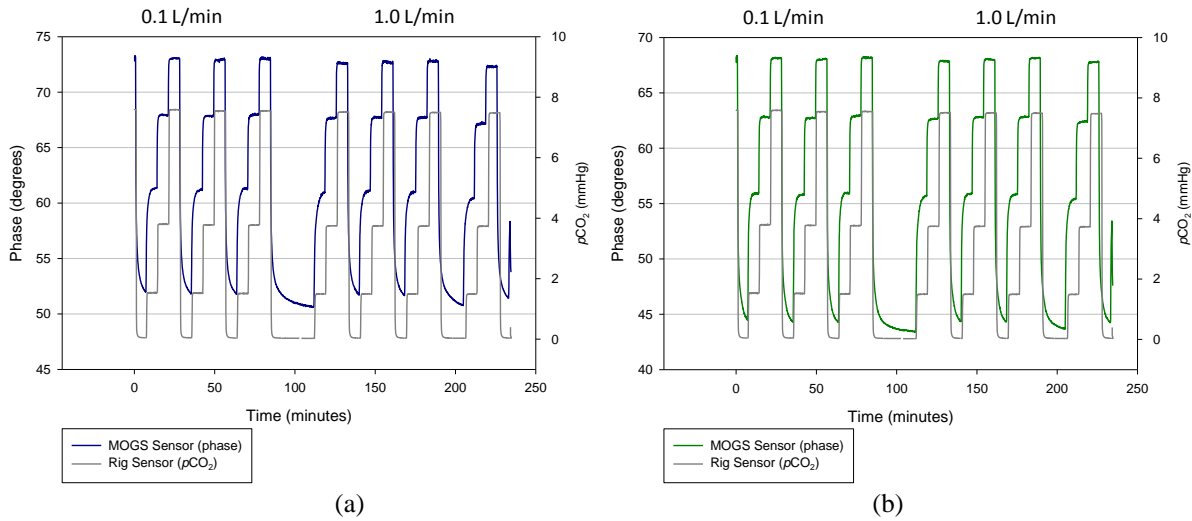 0.1 L/min 1.0 L/min
75
70
65
60
55
50
45
Phase (degrees)
10
8
6
4
2
0
pCO₂ (mmHg)
0 50 100 150 200 250
Time (minutes)
MOGS Sensor (phase)
Rig Sensor (pCO₂)
(a)
0.1 L/min 1.0 L/min
70
65
60
55
50
45
40
Phase (degrees)
10
8
6
4
2
0
pCO₂ (mmHg)
0 50 100 150 200 250
Time (minutes)
MOGS Sensor (phase)
Rig Sensor (pCO₂)
(b)